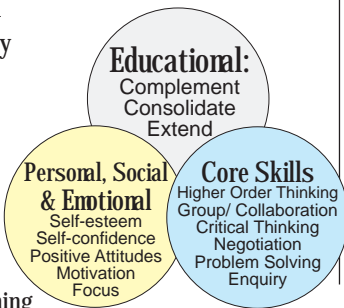 y
Educational:
Complement
Consolidate
Extend
Personal, Social
& Emotional
Self-esteem
Self-confidence
Positive Attitudes
Motivation
Focus
Core Skills
Higher Order Thinking
Group/ Collaboration
Critical Thinking
Negotiation
Problem Solving
Enquiry
ning